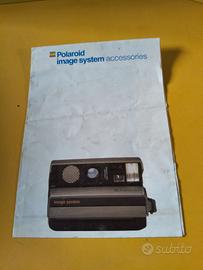 Polaroid
image system accessories
image system
subito